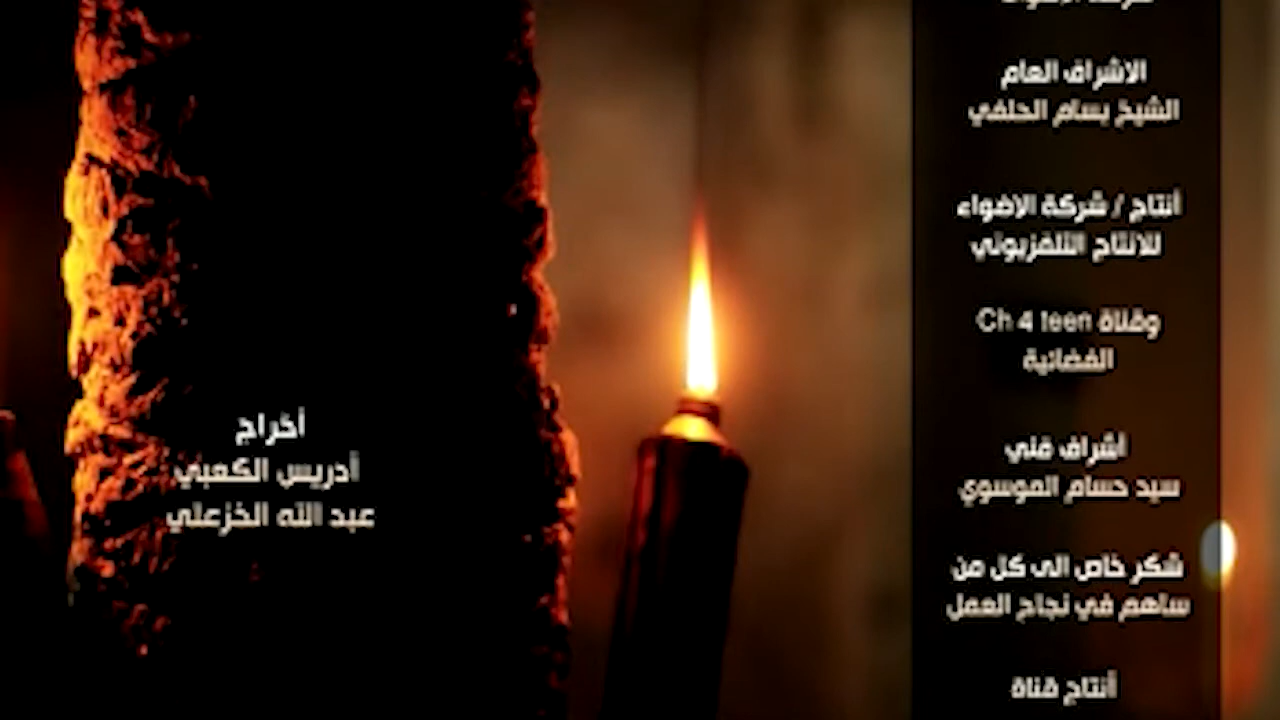 الاشراف العام
الشيخ بسام الحلفي
أنتاج / شركة الاضواء
للانتاج التلفزيوني
وقناة Ch 4 teen
الفضائية
أشراف فني
سيد حسام الموسوي
شكر خاص الى كل من
ساهم في نجاح العمل
أنتاج قناة
أخراج
أدريس الكعبي
عبد الله الخزعلي